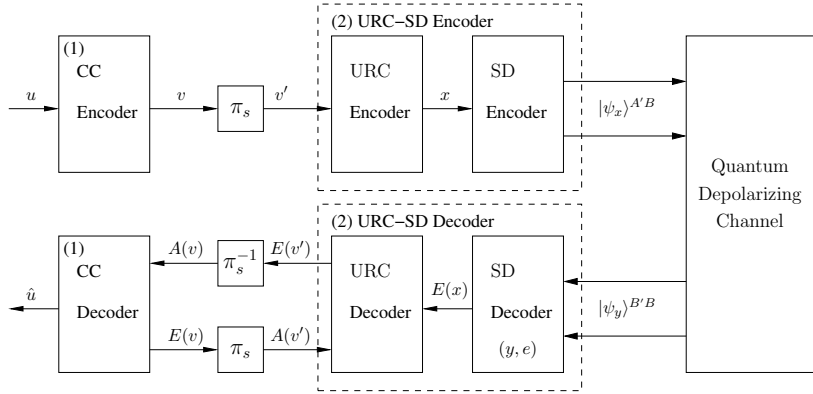 (2) URC–SD Encoder
(1)
CC
Encoder
URC
Encoder
SD
Encoder
u
v
π_s
v′
x
|ψ_x⟩^{A′B}
Quantum
Depolarizing
Channel
(2) URC–SD Decoder
(1)
CC
Decoder
A(v)
π_s^{−1}
E(v′)
URC
Decoder
E(x)
SD
Decoder
(y, e)
|ψ_y⟩^{B′B}
û
E(v)
π_s
A(v′)